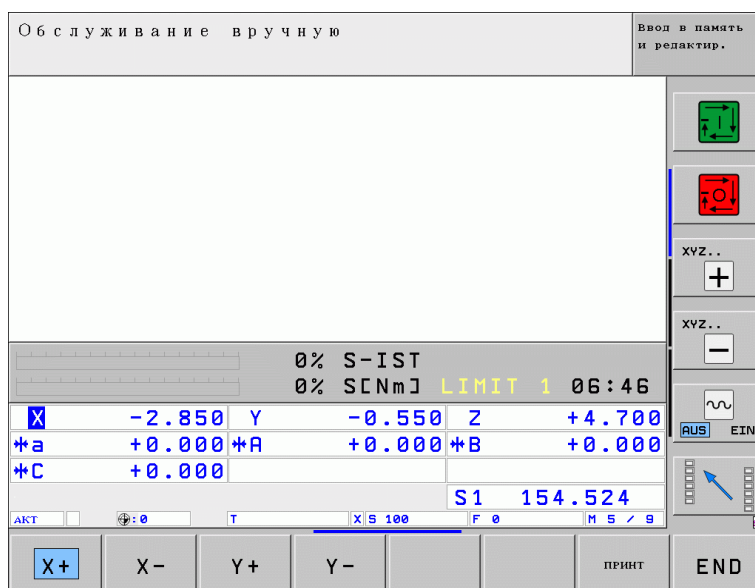 Обслуживание вручную
Ввод в память
и редактир.
XYZ..
+
XYZ..
−
0% S-IST
0% S[Nm] LIMIT 1 06:46
AUS EIN
X -2.850 Y -0.550 Z +4.700
a +0.000 A +0.000 B +0.000
C +0.000
S1 154.524
АКТ :0 T X S 100 F 0 M 5 / 9
X+ X- Y+ Y- ПРИНТ END